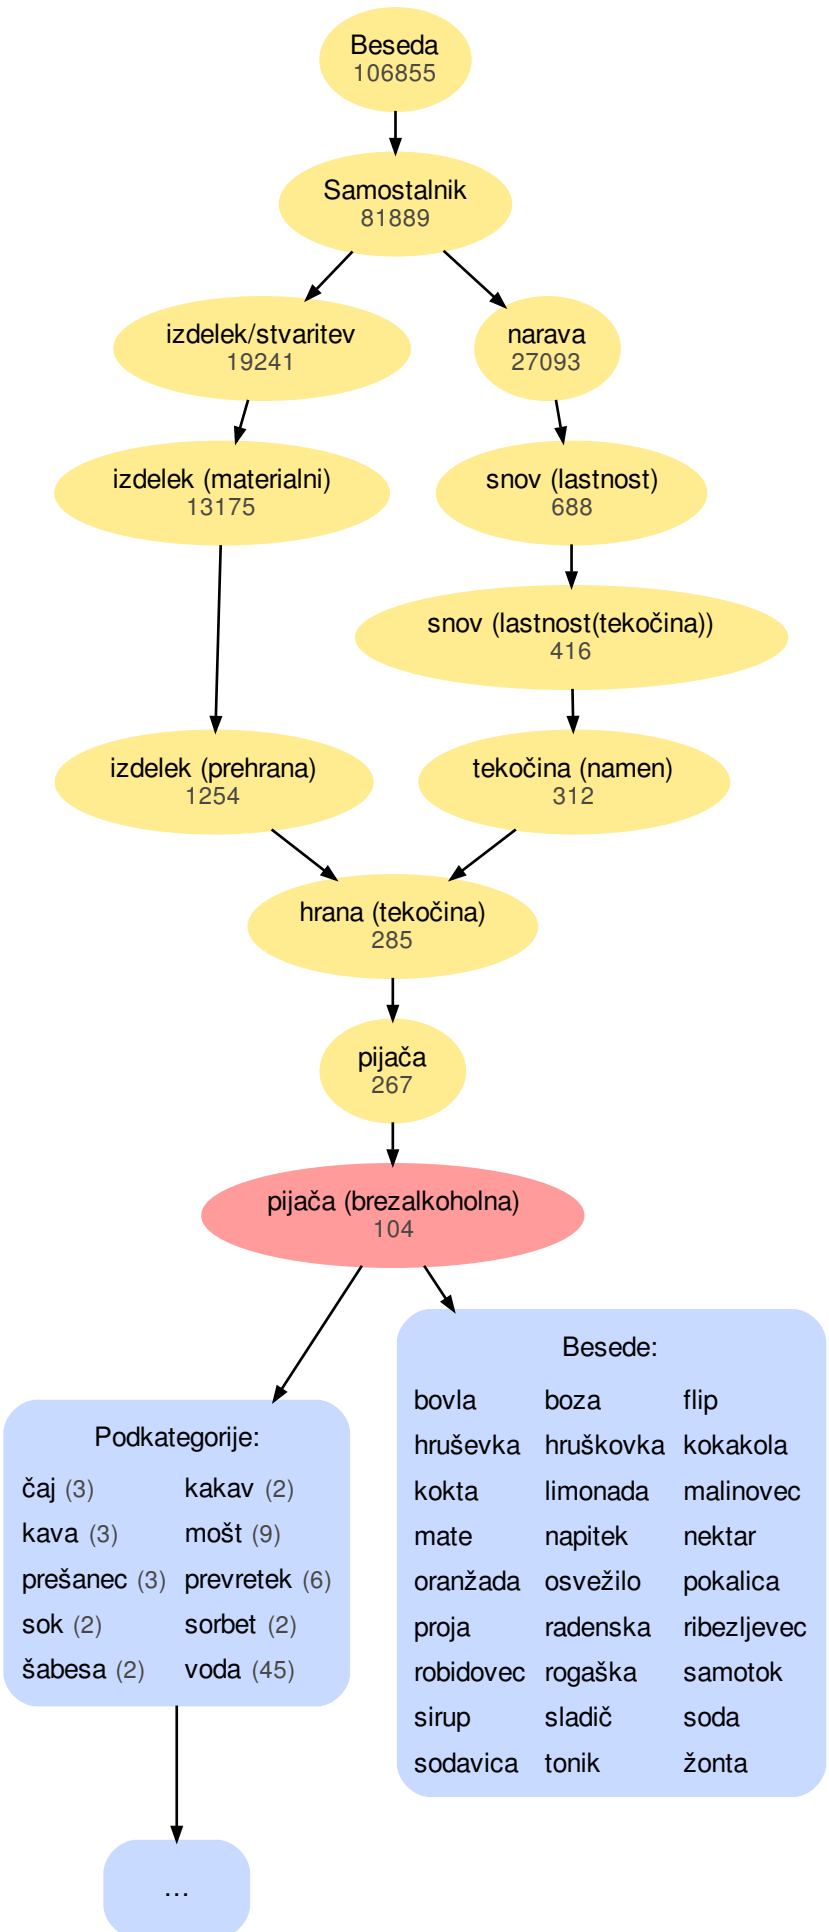 Beseda
106855
Samostalnik
81889
izdelek/stvaritev
19241
narava
27093
izdelek (materialni)
13175
snov (lastnost)
688
snov (lastnost(tekočina))
416
izdelek (prehrana)
1254
tekočina (namen)
312
hrana (tekočina)
285
pijača
267
pijača (brezalkoholna)
104
Podkategorije:
čaj (3) kakav (2)
kava (3) mošt (9)
prešanec (3) prevretek (6)
sok (2) sorbet (2)
šabesa (2) voda (45)
...
Besede:
bovla boza flip
hruševka hruškovka kokakola
kokta limonada malinovec
mate napitek nektar
oranžada osvežilo pokalica
proja radenska ribezljevec
robidovec rogaška samotok
sirup sladič soda
sodavica tonik žonta